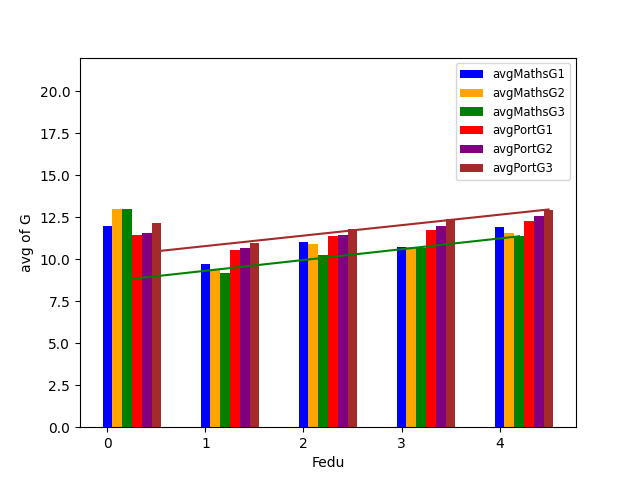 avgMathsG1
avgMathsG2
avgMathsG3
avgPortG1
avgPortG2
avgPortG3
avg of G
20.0
17.5
15.0
12.5
10.0
7.5
5.0
2.5
0.0
0 1 2 3 4
Fedu